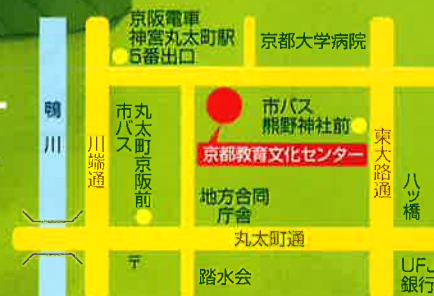 京阪電車
神宮丸太町駅
5番出口
京都大学病院
鴨川
川端通
市バス
丸太町京阪前
市バス
熊野神社前
京都教育文化センター
東大路通
八ッ橋
地方合同
庁舎
丸太町通
〒
踏水会
UFJ
銀行